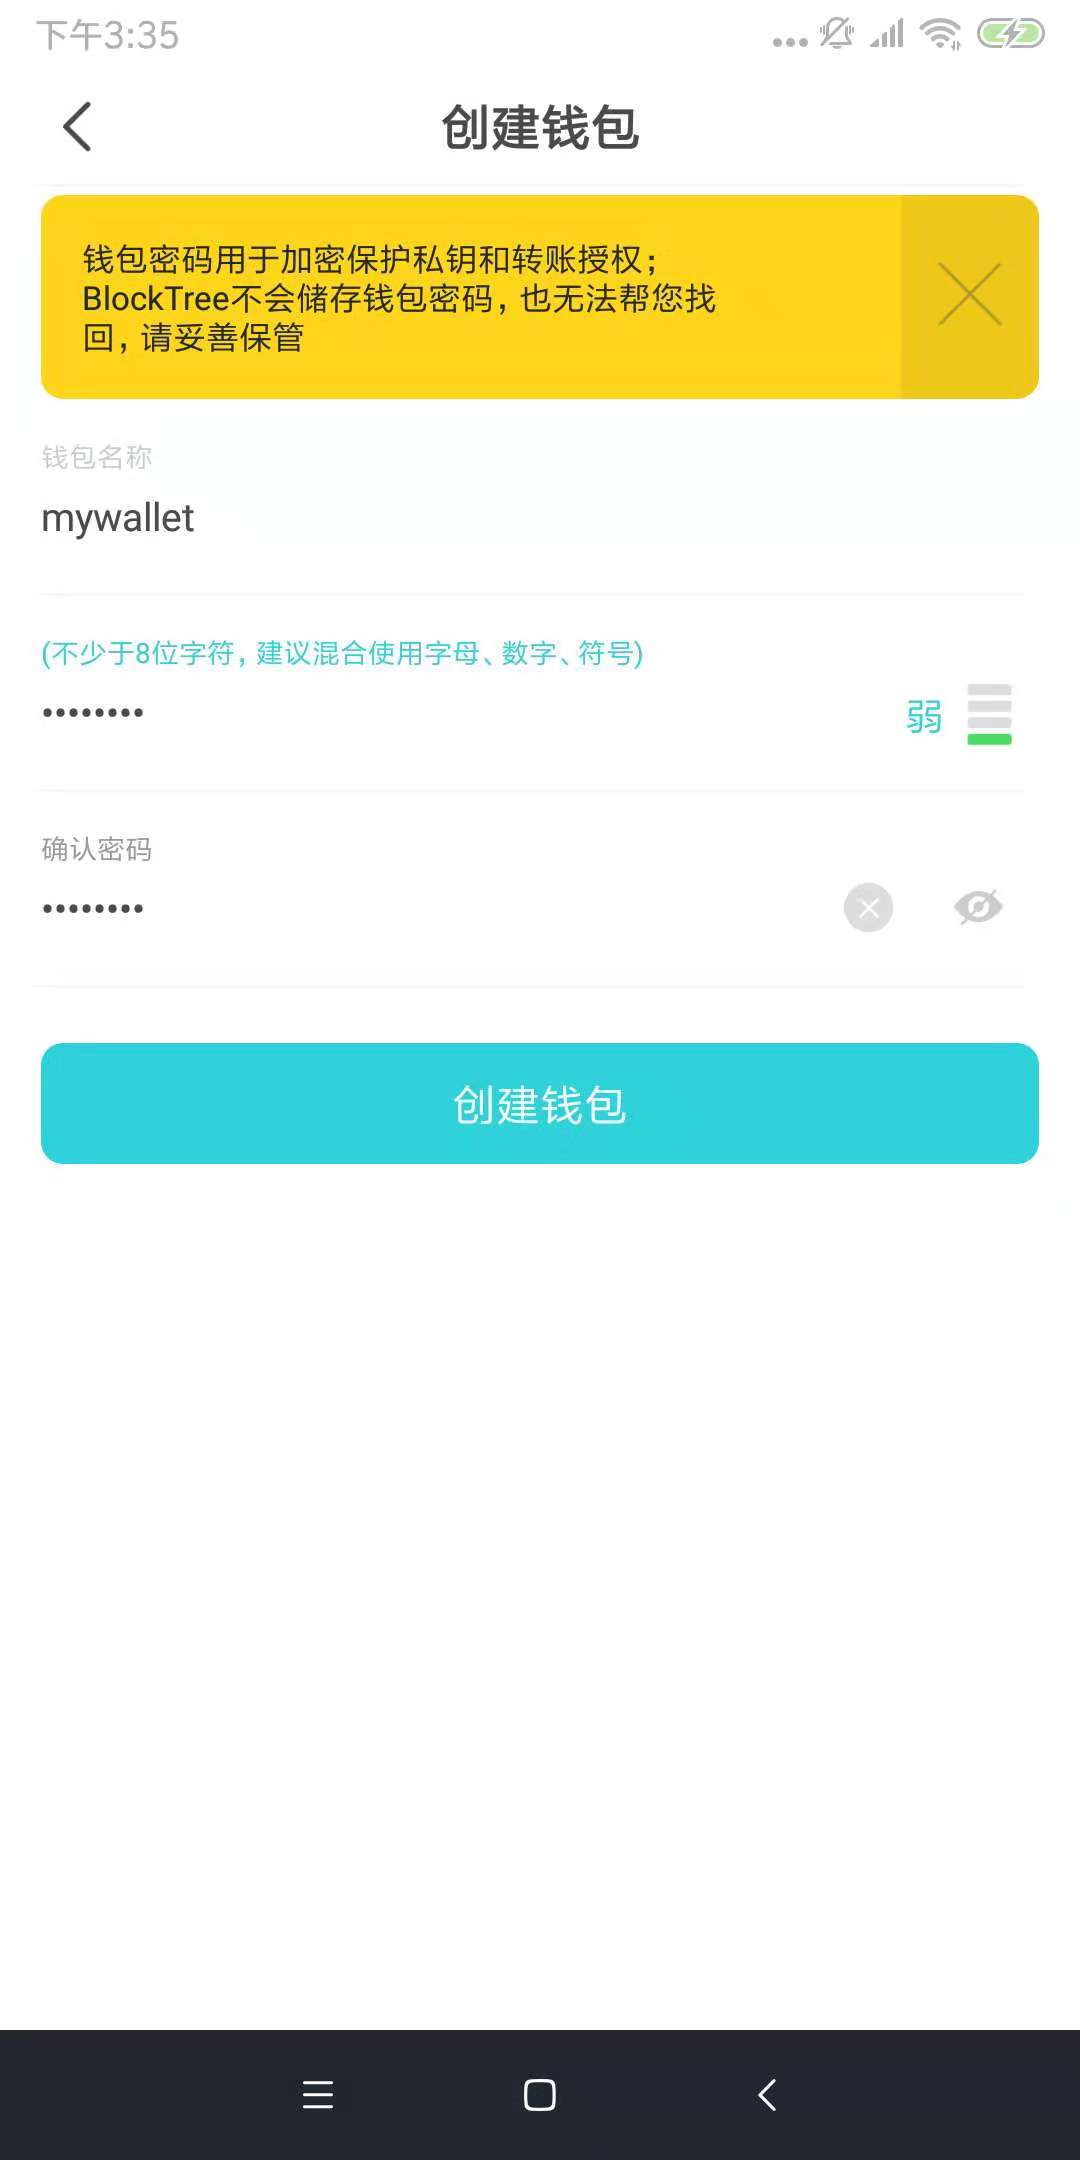 下午3:35
创建钱包
钱包密码用于加密保护私钥和转账授权;
BlockTree不会储存钱包密码, 也无法帮您找
回, 请妥善保管
钱包名称
mywallet
(不少于8位字符, 建议混合使用字母、数字、符号)
••••••••
弱
确认密码
••••••••
创建钱包